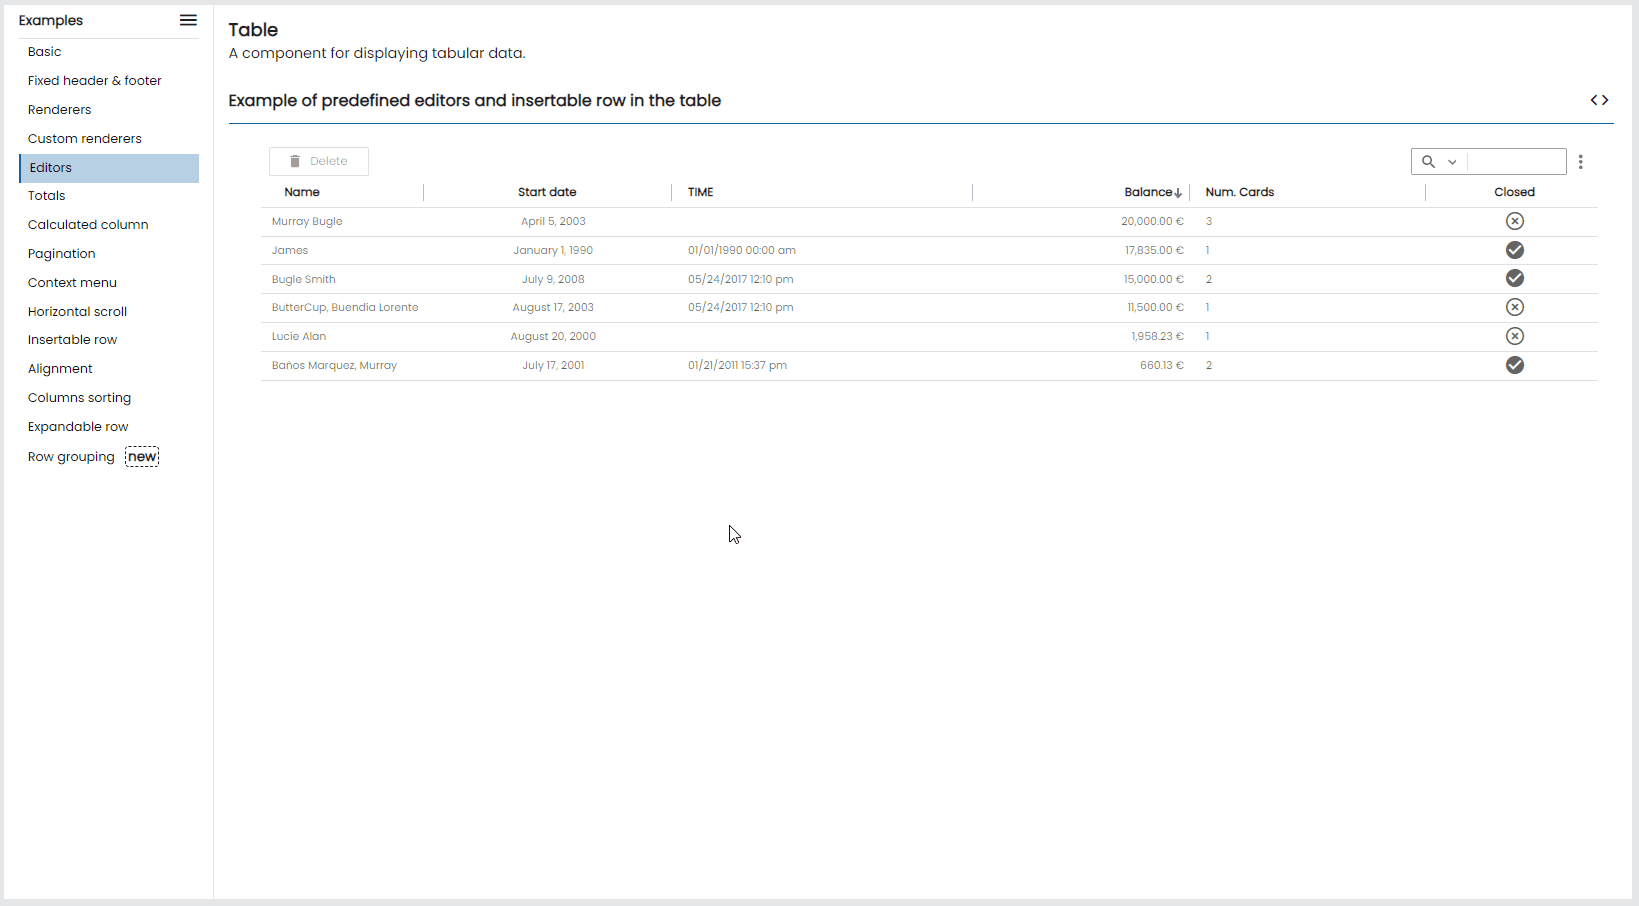 Examples
Basic
Fixed header & footer
Renderers
Custom renderers
Editors
Totals
Calculated column
Pagination
Context menu
Horizontal scroll
Insertable row
Alignment
Columns sorting
Expandable row
Row grouping new
Table
A component for displaying tabular data.
Example of predefined editors and insertable row in the table
Delete
Name Start date TIME Balance Num. Cards Closed
Murray Bugle April 5, 2003 20,000.00 € 3
James January 1, 1990 01/01/1990 00:00 am 17,835.00 € 1
Bugle Smith July 9, 2008 05/24/2017 12:10 pm 15,000.00 € 2
ButterCup, Buendia Lorente August 17, 2003 05/24/2017 12:10 pm 11,500.00 € 1
Lucie Alan August 20, 2000 1,958.23 € 1
Baños Marquez, Murray July 17, 2001 01/21/2011 15:37 pm 660.13 € 2